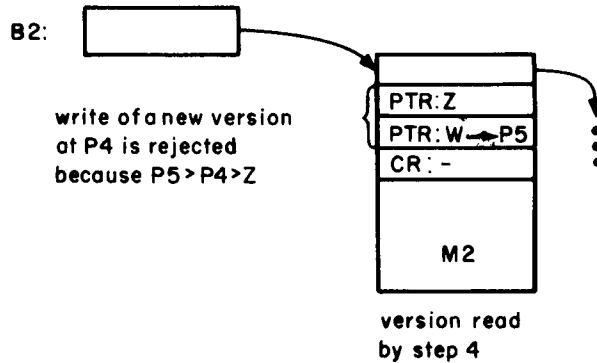 B2:
write of a new version
at P4 is rejected
because P5 > P4 > Z
PTR: Z
PTR: W → P5
CR: -
M2
version read
by step 4